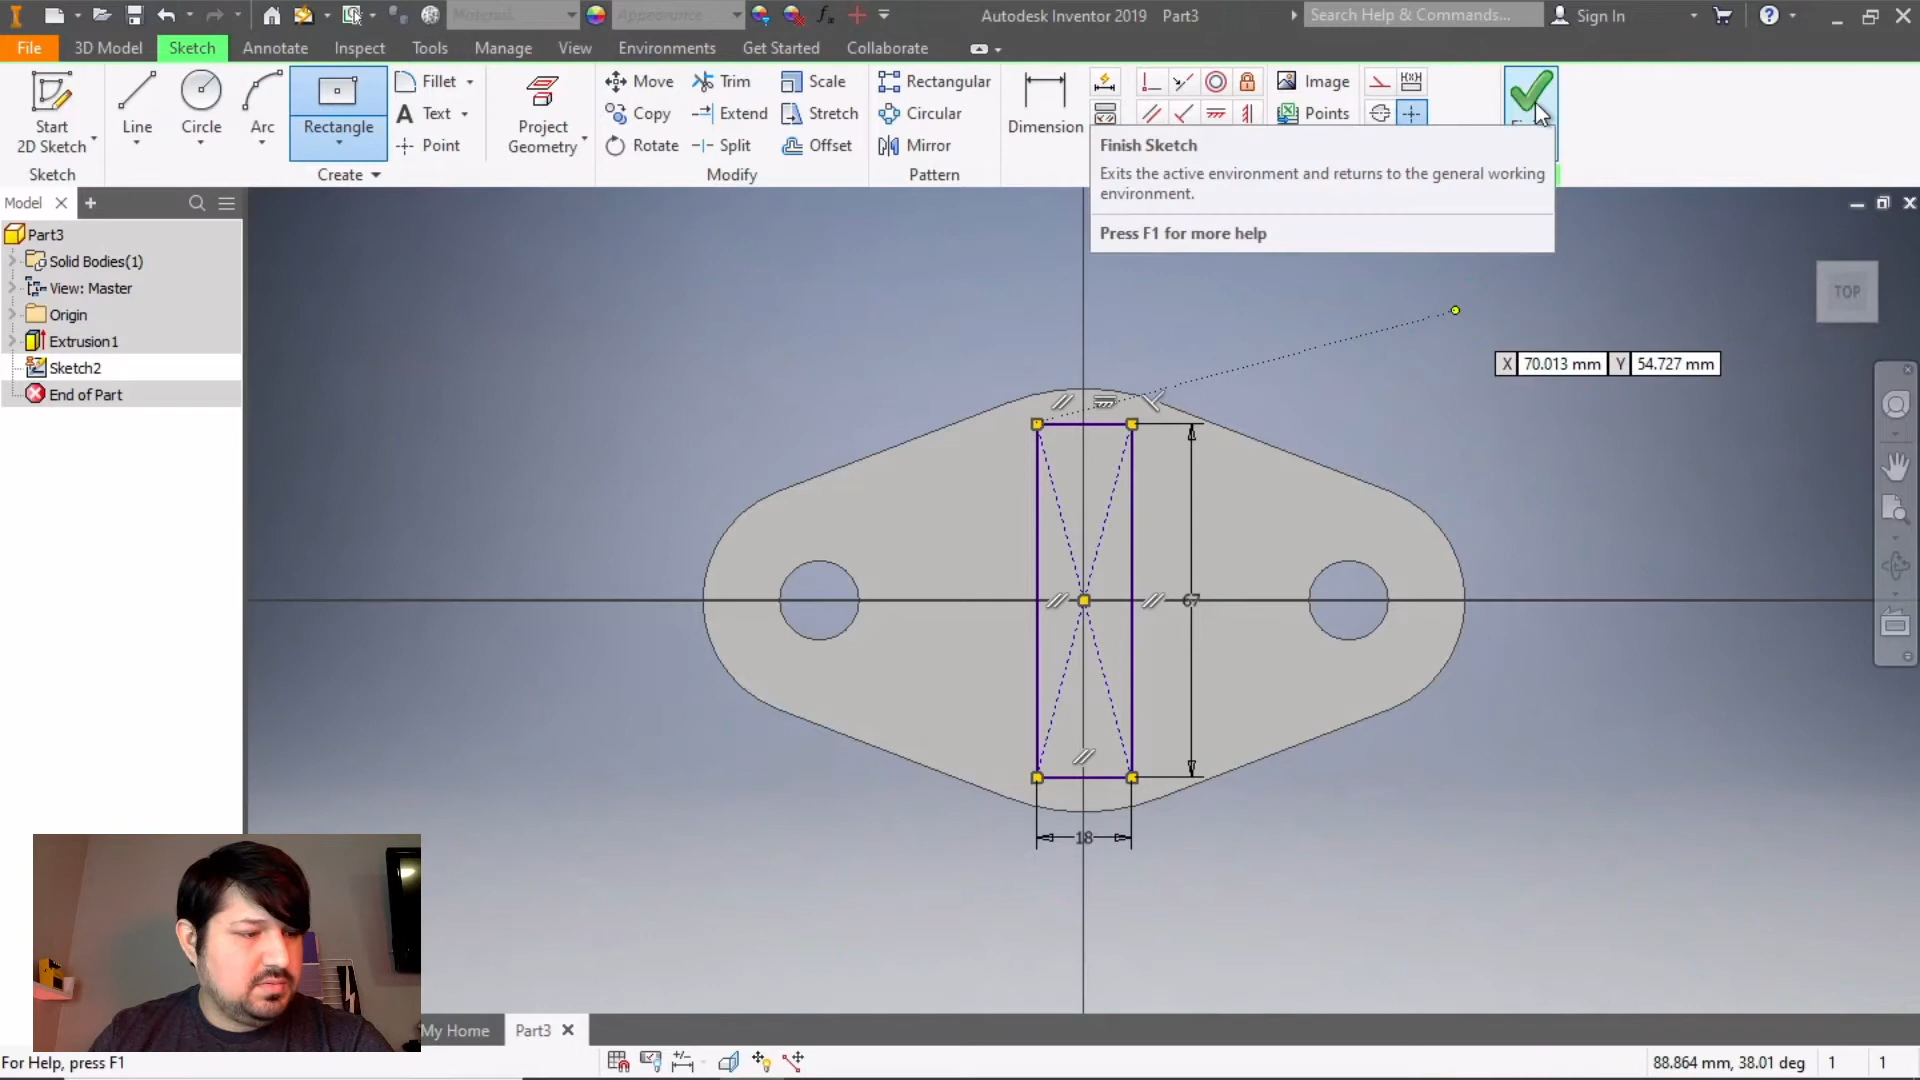 Material
Appearance
Autodesk Inventor 2019 Part3
Search Help & Commands...
Sign In
File
3D Model
Sketch
Annotate
Inspect
Tools
Manage
View
Environments
Get Started
Collaborate
Start
2D Sketch
Line
Circle
Arc
Rectangle
Fillet
Text
Point
Project
Geometry
Move
Copy
Rotate
Trim
Extend
Split
Scale
Stretch
Offset
Rectangular
Circular
Mirror
Dimension
Image
Points
Sketch
Create
Modify
Pattern
Finish Sketch
Exits the active environment and returns to the general working
environment.
Press F1 for more help
Model
Part3
Solid Bodies(1)
View: Master
Origin
Extrusion1
Sketch2
End of Part
TOP
X 70.013 mm Y 54.727 mm
67
18
My Home
Part3
For Help, press F1
88.864 mm, 38.01 deg 1 1